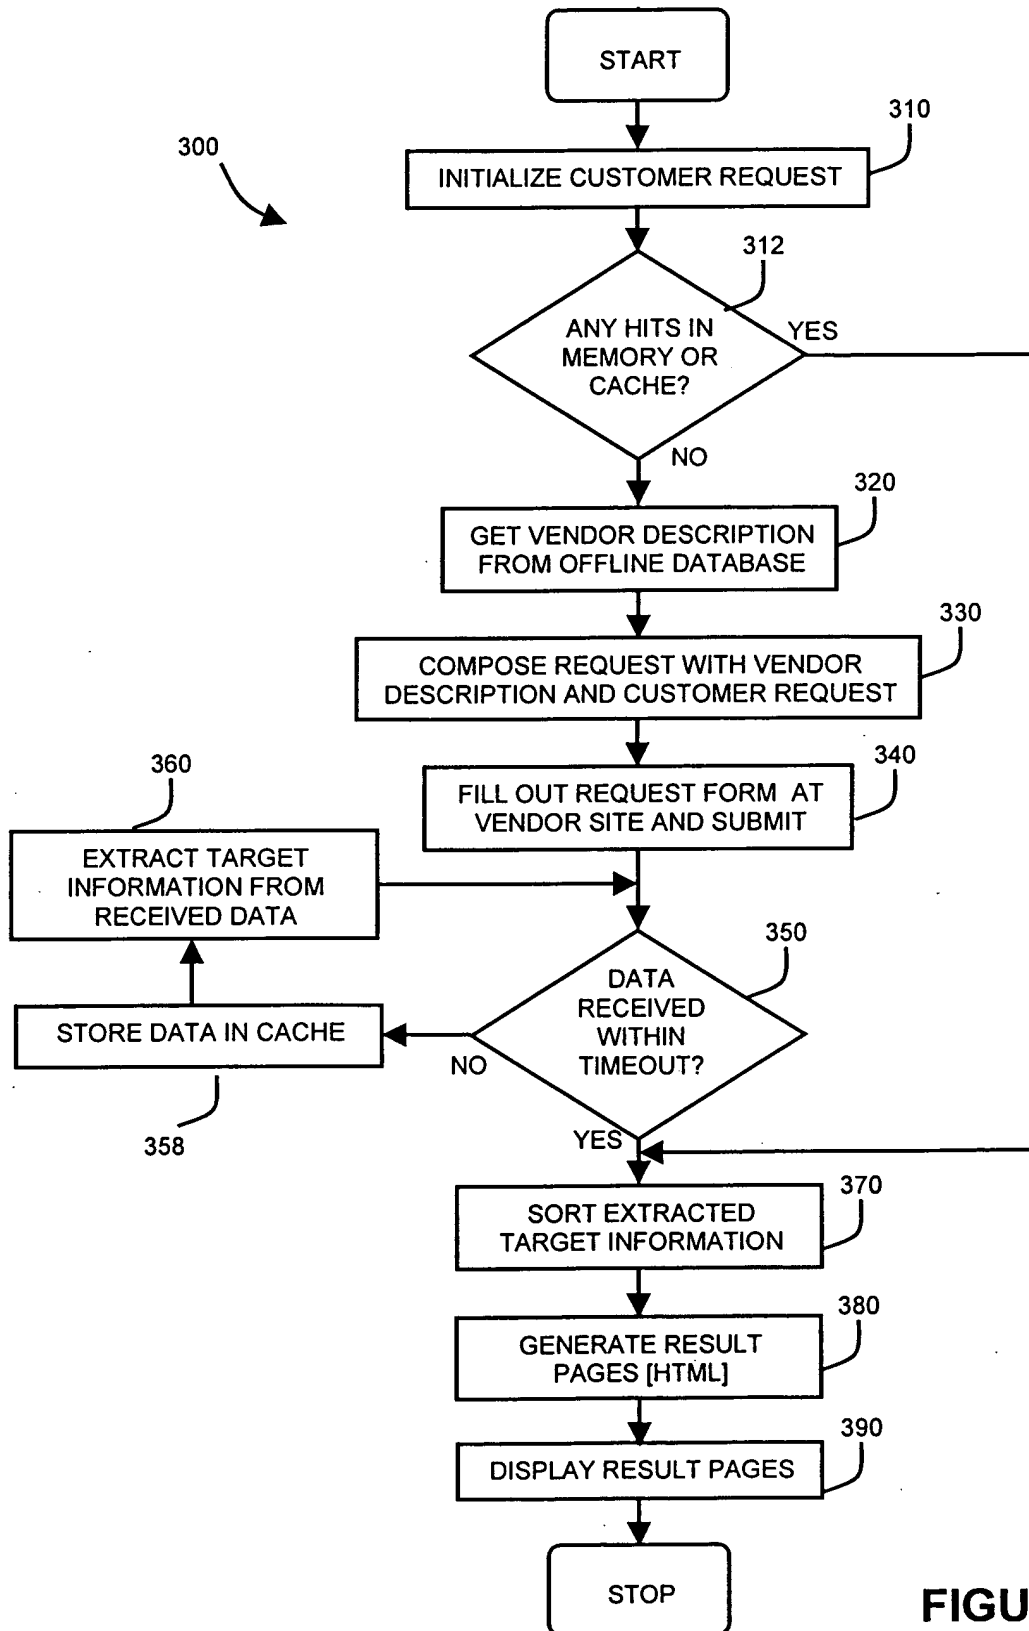 START
310
300
INITIALIZE CUSTOMER REQUEST
312
ANY HITS IN
MEMORY OR
CACHE?
YES
NO
320
GET VENDOR DESCRIPTION
FROM OFFLINE DATABASE
330
COMPOSE REQUEST WITH VENDOR
DESCRIPTION AND CUSTOMER REQUEST
340
FILL OUT REQUEST FORM AT
VENDOR SITE AND SUBMIT
360
EXTRACT TARGET
INFORMATION FROM
RECEIVED DATA
350
DATA
RECEIVED
WITHIN
TIMEOUT?
STORE DATA IN CACHE
NO
358
YES
370
SORT EXTRACTED
TARGET INFORMATION
380
GENERATE RESULT
PAGES [HTML]
390
DISPLAY RESULT PAGES
STOP
FIGU